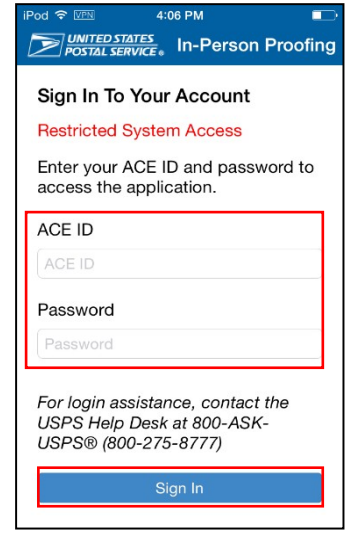 iPod VPN 4:06 PM
UNITED STATES
POSTAL SERVICE® In-Person Proofing
Sign In To Your Account
Restricted System Access
Enter your ACE ID and password to
access the application.
ACE ID
ACE ID
Password
Password
For login assistance, contact the
USPS Help Desk at 800-ASK-
USPS® (800-275-8777)
Sign In